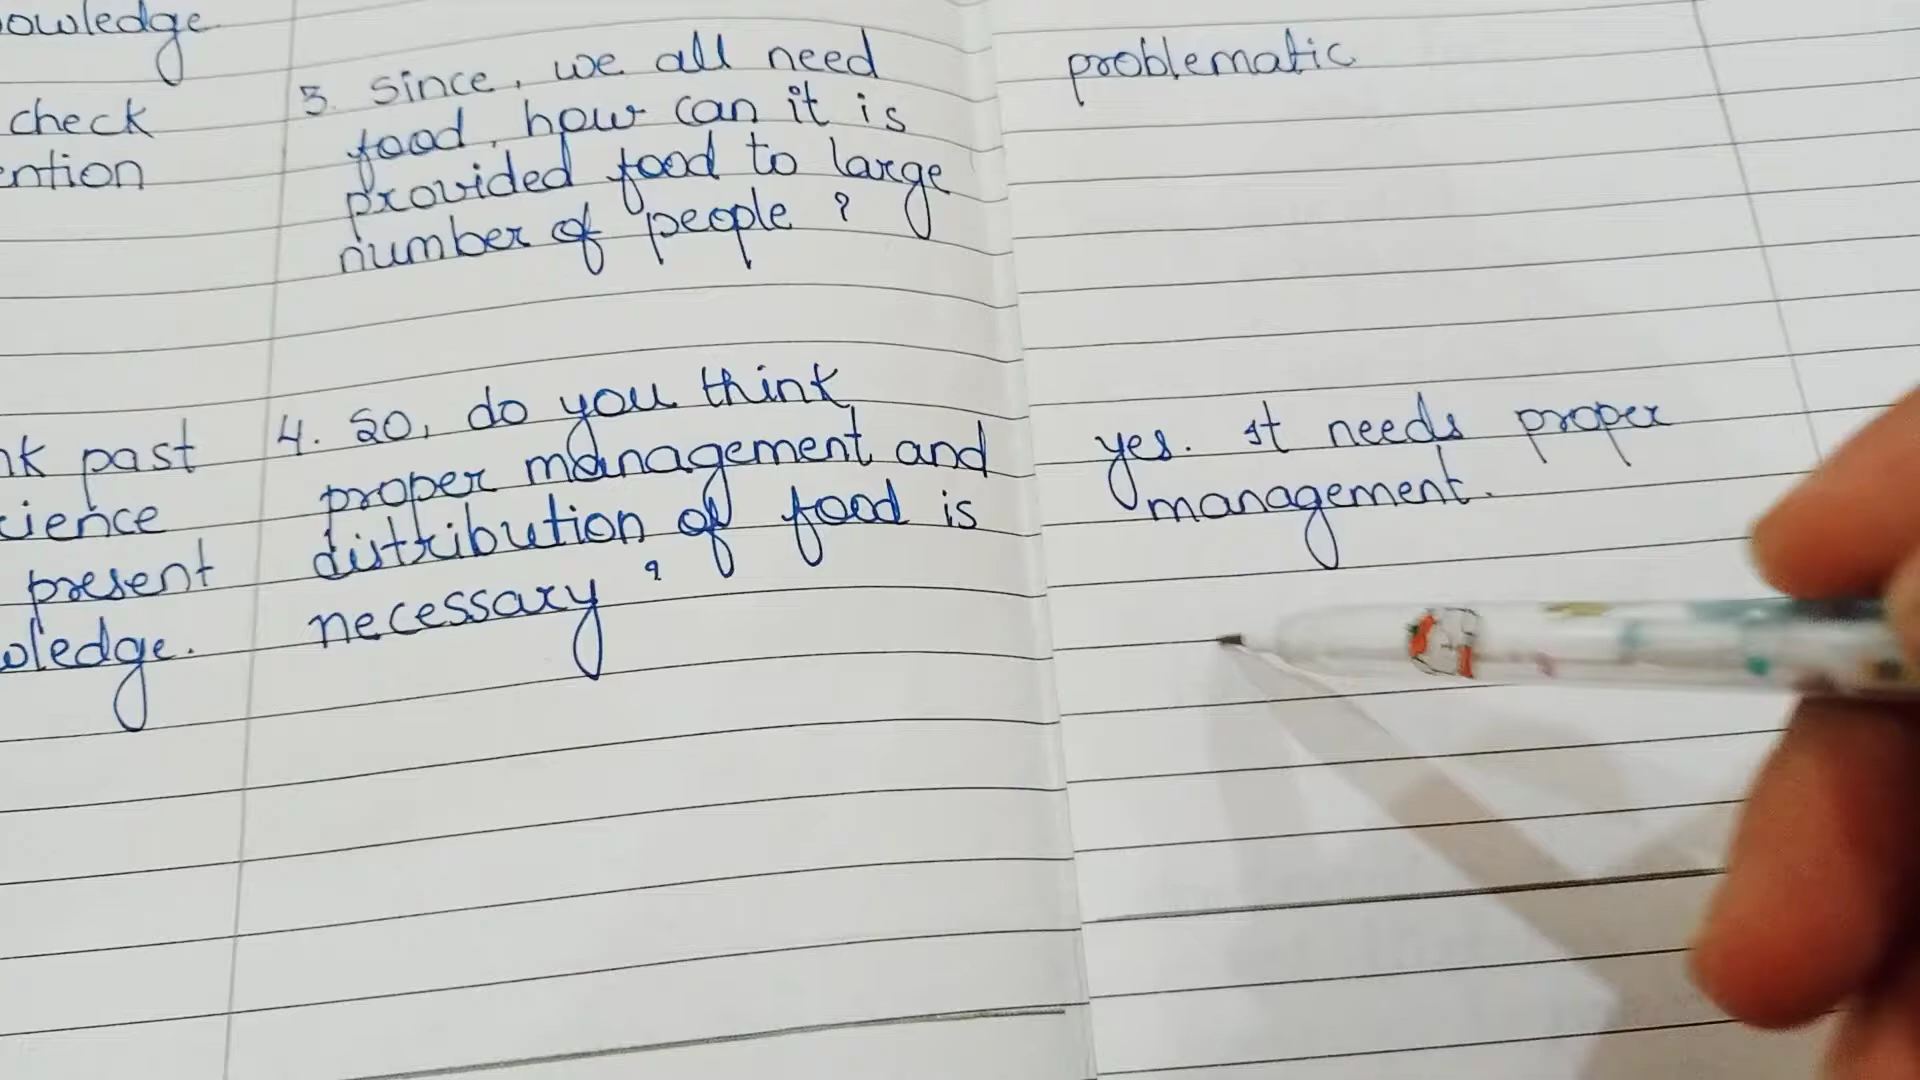 owledge
check
ention
nk past
cience
present
oledge.
3. Since, we all need
food, how can it is
provided food to large
number of people ?
4. So, do you think
proper management and
distribution of food is
necessary ?
problematic
yes. It needs proper
management.